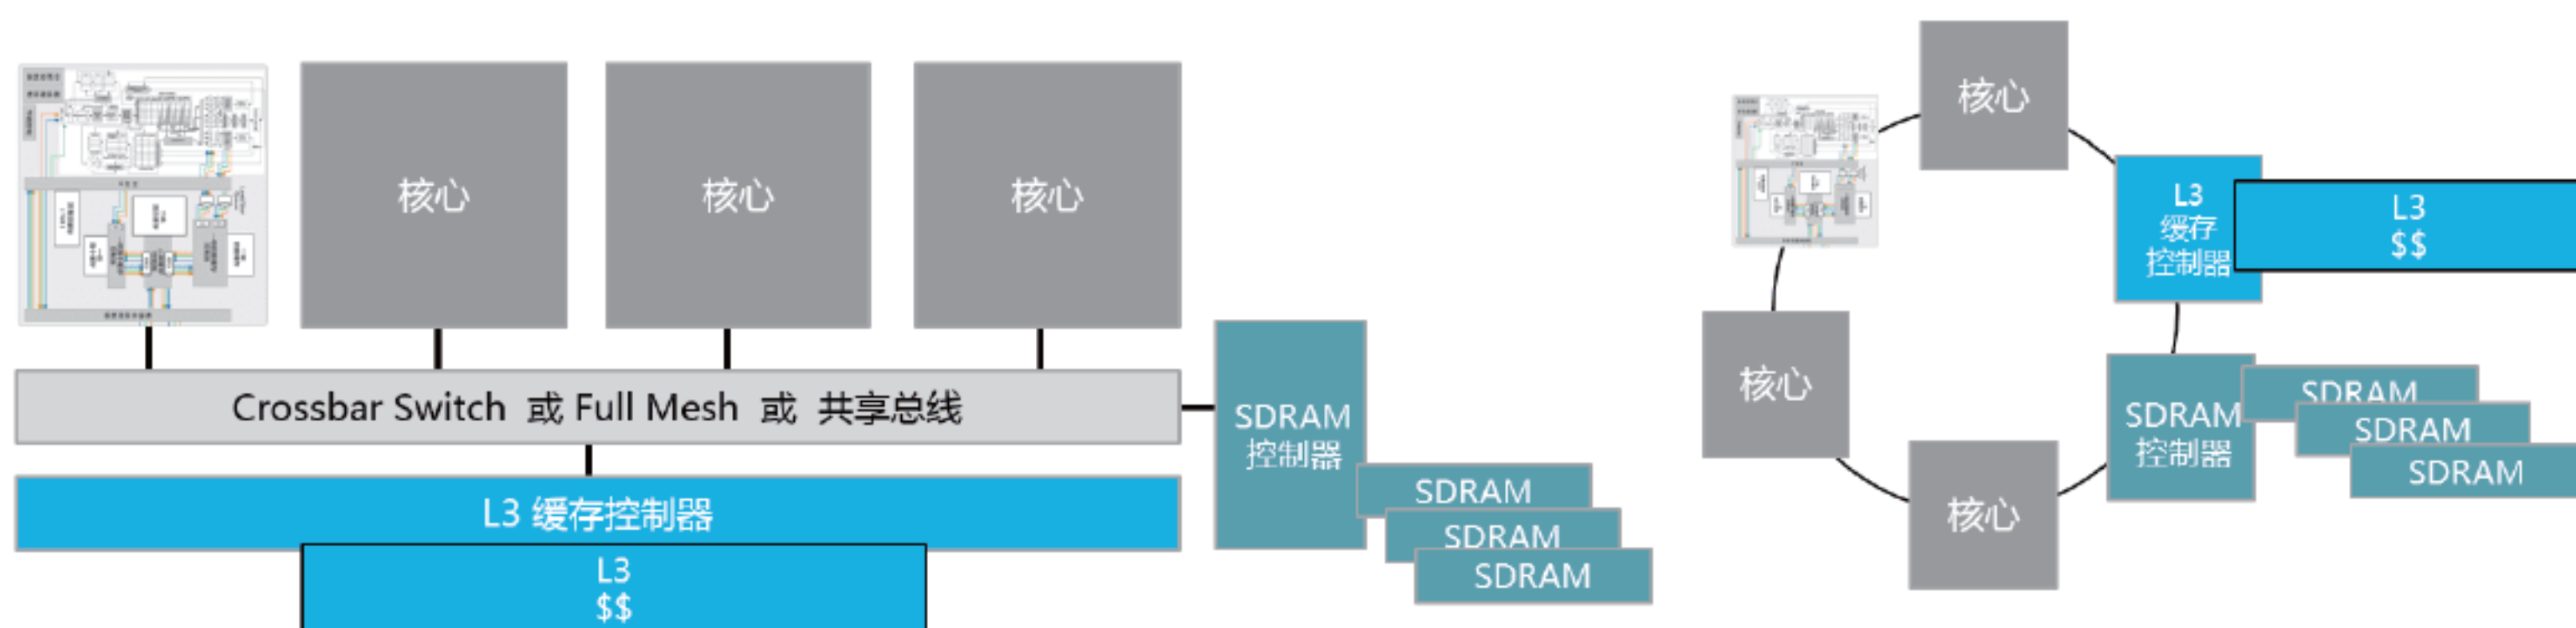 核心
核心
核心
Crossbar Switch 或 Full Mesh 或 共享总线
L3 缓存控制器
L3
$$
SDRAM
控制器
SDRAM
SDRAM
SDRAM
核心
L3
缓存
控制器
L3
$$
核心
SDRAM
控制器
SDRAM
SDRAM
SDRAM
核心